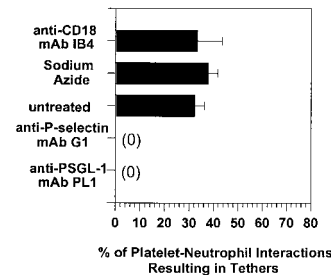 anti-CD18
mAb IB4
Sodium
Azide
untreated
anti-P-selectin
mAb G1
(0)
anti-PSGL-1
mAb PL1
(0)
0 10 20 30 40 50 60 70 80
% of Platelet-Neutrophil Interactions
Resulting in Tethers